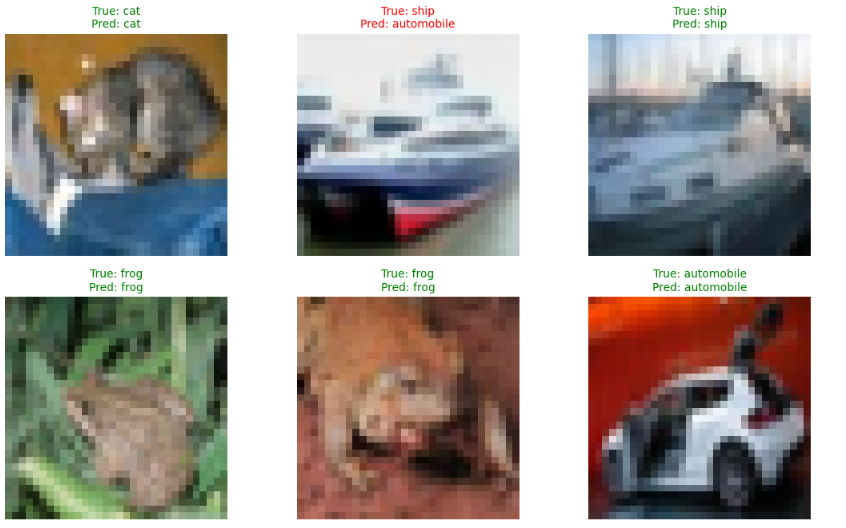 True: cat
Pred: cat
True: ship
Pred: automobile
True: ship
Pred: ship
True: frog
Pred: frog
True: frog
Pred: frog
True: automobile
Pred: automobile